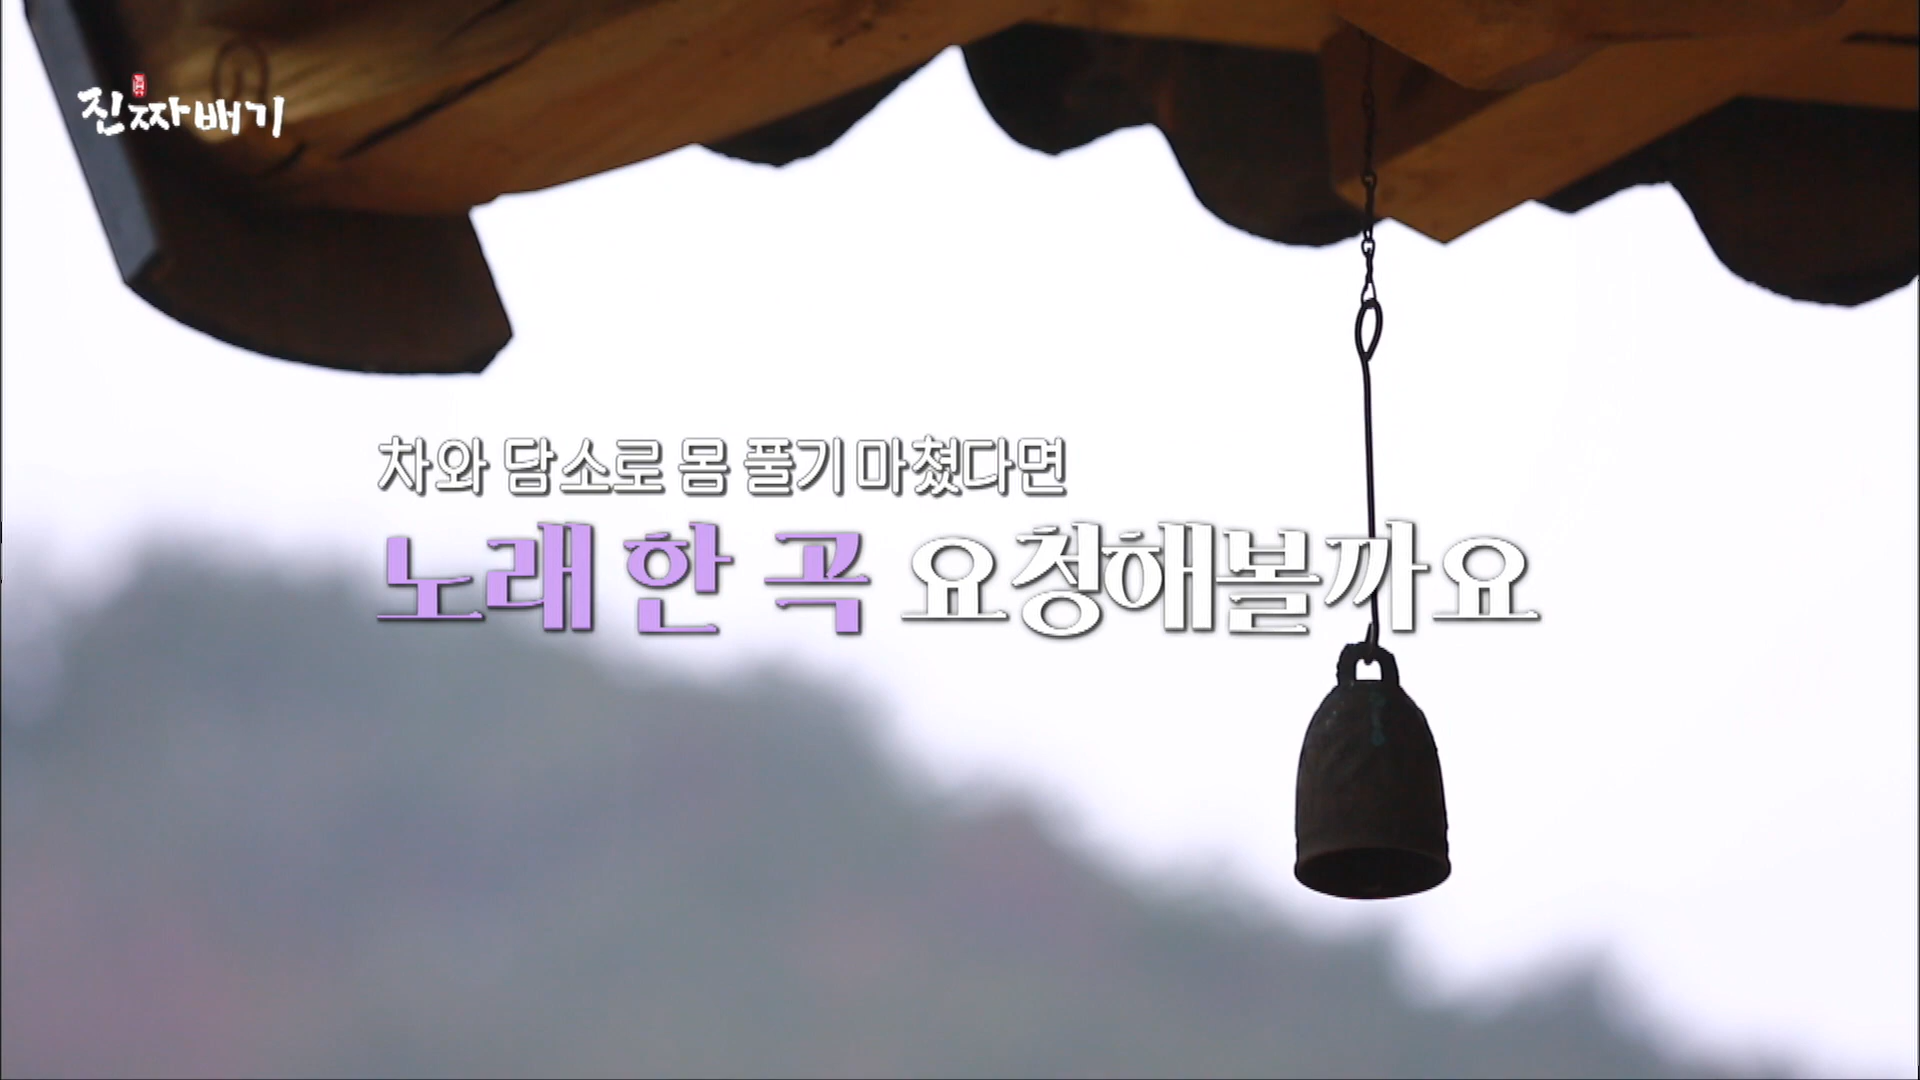 진짜배기
차와 담소로 몸 풀기 마쳤다면
노래 한 곡 요청해볼까요